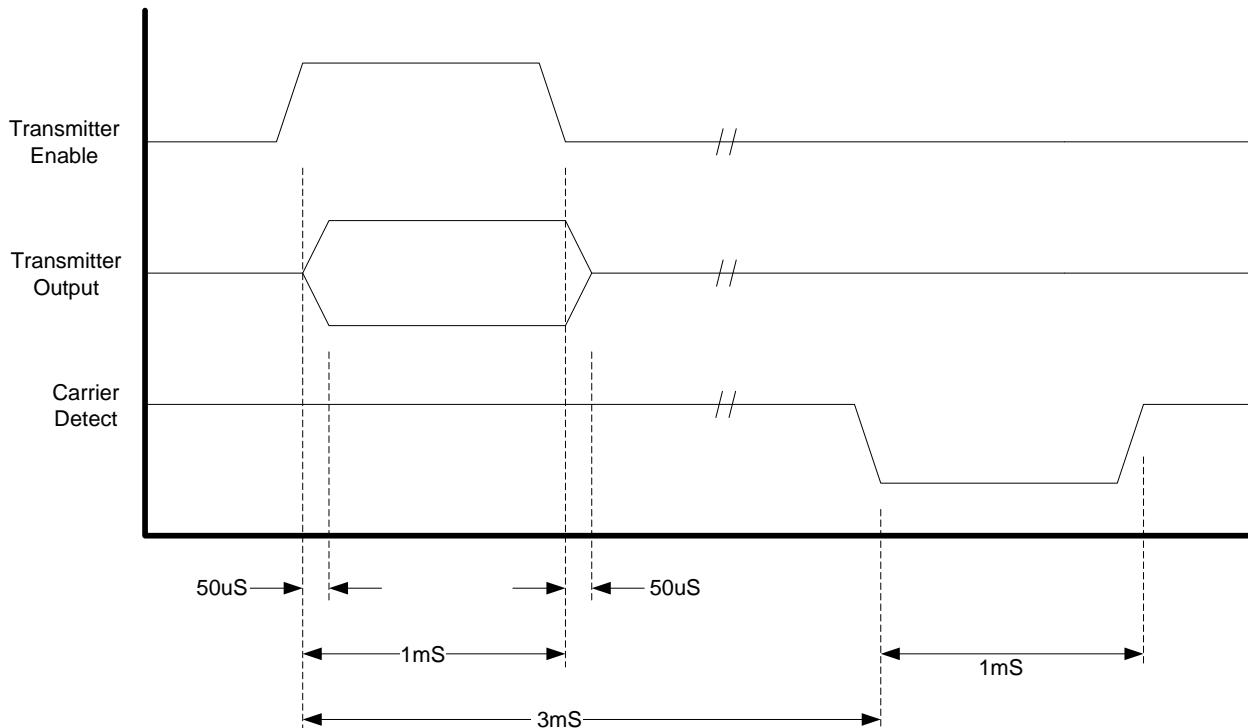 Transmitter
Enable
Transmitter
Output
Carrier
Detect
50uS
50uS
1mS
1mS
3mS